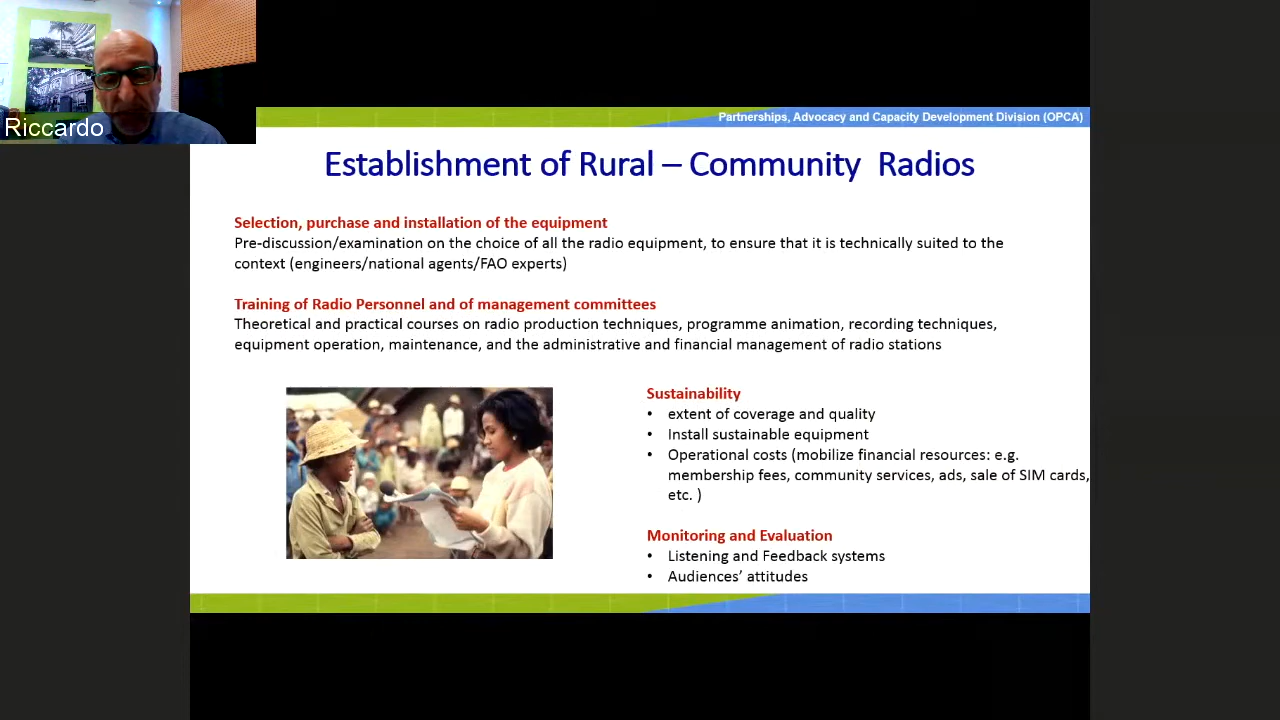 Riccardo
Partnerships, Advocacy and Capacity Development Division (OPCA)
Establishment of Rural – Community Radios
Selection, purchase and installation of the equipment
Pre-discussion/examination on the choice of all the radio equipment, to ensure that it is technically suited to the
context (engineers/national agents/FAO experts)
Training of Radio Personnel and of management committees
Theoretical and practical courses on radio production techniques, programme animation, recording techniques,
equipment operation, maintenance, and the administrative and financial management of radio stations
Sustainability
• extent of coverage and quality
• Install sustainable equipment
• Operational costs (mobilize financial resources: e.g.
membership fees, community services, ads, sale of SIM cards,
etc. )
Monitoring and Evaluation
• Listening and Feedback systems
• Audiences’ attitudes